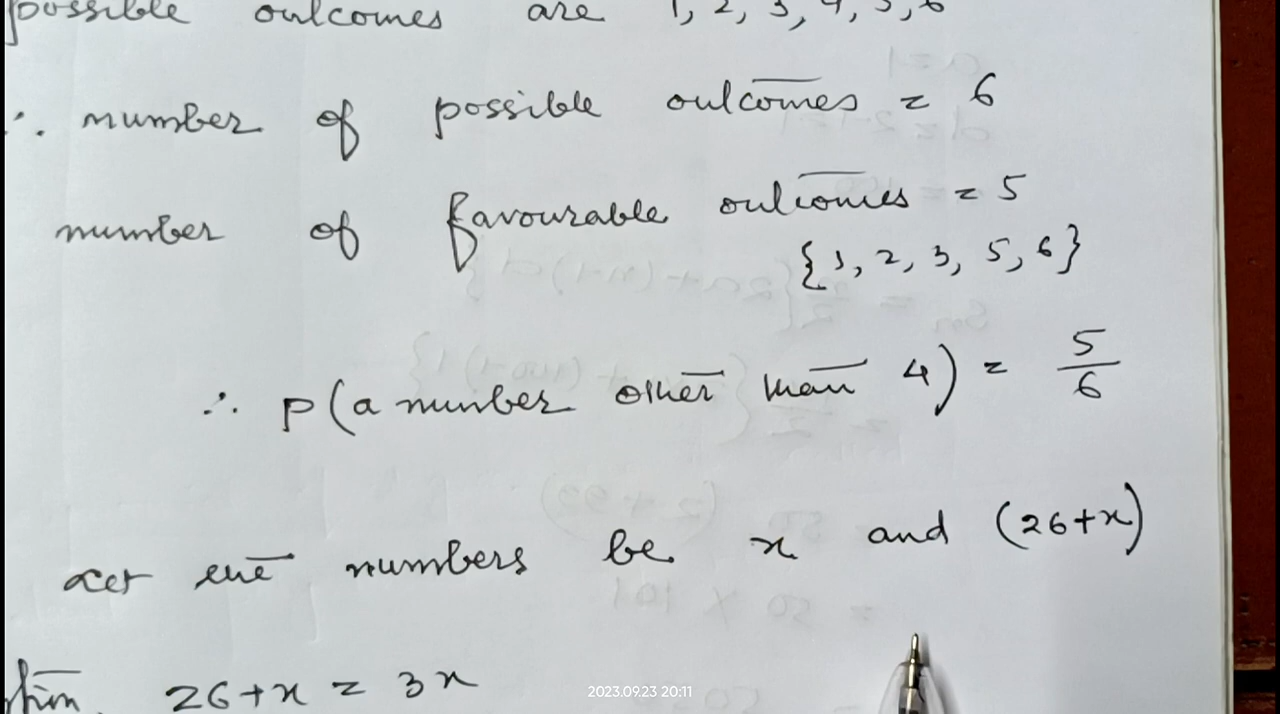 possible outcomes are 1, 2, 3, 4, 5, 6
∴ number of possible outcomes = 6
number of favourable outcomes = 5
{1, 2, 3, 5, 6}
∴ P(a number other than 4) = 5/6
Let the numbers be x and (26+x)
26+x = 3x
2023.09.23 20:11